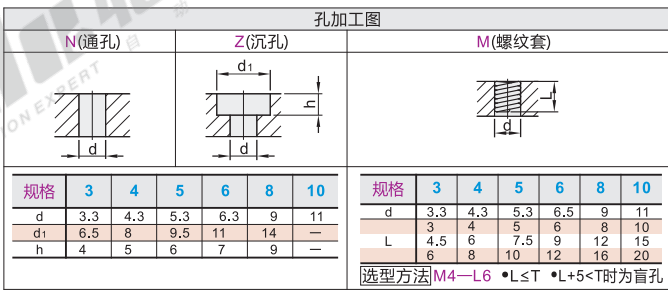 孔加工图
N(通孔) Z(沉孔) M(螺纹套)
d1
h
L
d d d
规格 3 4 5 6 8 10
d 3.3 4.3 5.3 6.3 9 11
d1 6.5 8 9.5 11 14 —
h 4 5 6 7 9 —
规格 3 4 5 6 8 10
d 3.3 4.3 5.3 6.5 9 11
3 4 5 6 8 10
L 4.5 6 7.5 9 12 15
6 8 10 12 16 20
选型方法 M4—L6 •L≤T •L+5<T时为盲孔
ION EXPERT
自动